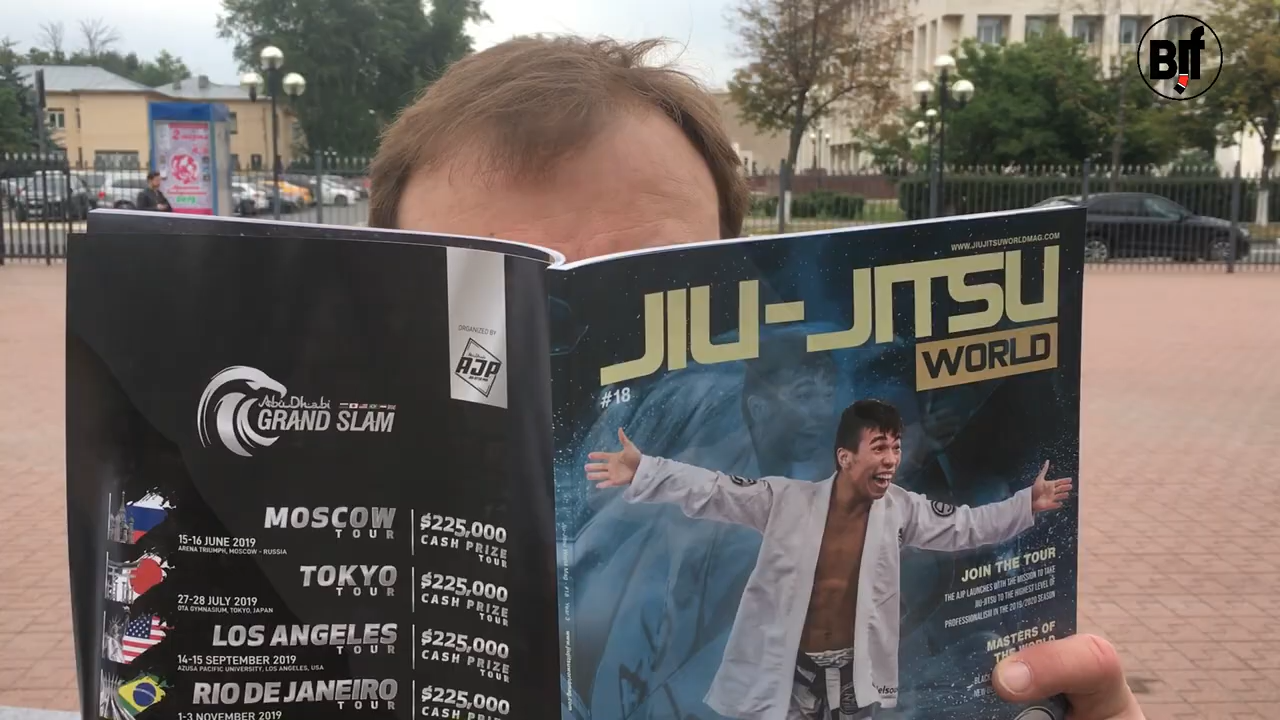 BJf
ORGANIZED BY
AJP
Abu Dhabi
GRAND SLAM
MOSCOW
TOUR
15-16 JUNE 2019
ARENA TRIUMPH, MOSCOW - RUSSIA
$225,000
CASH PRIZE
TOUR
TOKYO
TOUR
27-28 JULY 2019
OTA GYMNASIUM, TOKYO, JAPAN
$225,000
CASH PRIZE
TOUR
LOS ANGELES
TOUR
14-15 SEPTEMBER 2019
AZUSA PACIFIC UNIVERSITY, LOS ANGELES, USA
$225,000
CASH PRIZE
TOUR
RIO DE JANEIRO
TOUR
1-3 NOVEMBER 2019
$225,000
WWW.JIUJITSUWORLDMAG.COM
JIU-JITSU
WORLD
#18
JOIN THE TOUR
THE AJP LAUNCHES WITH THE MISSION TO TAKE
JIU-JITSU TO THE HIGHEST LEVEL OF
PROFESSIONALISM IN THE 2019/2020 SEASON
MASTERS OF
THE WORLD